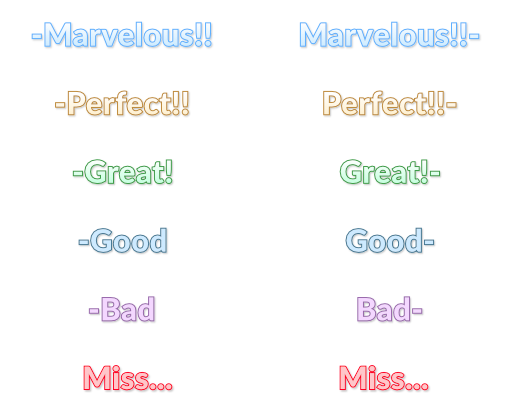 -Marvelous!! Marvelous!!-
-Perfect!! Perfect!!-
-Great! Great!-
-Good Good-
-Bad Bad-
Miss... Miss...